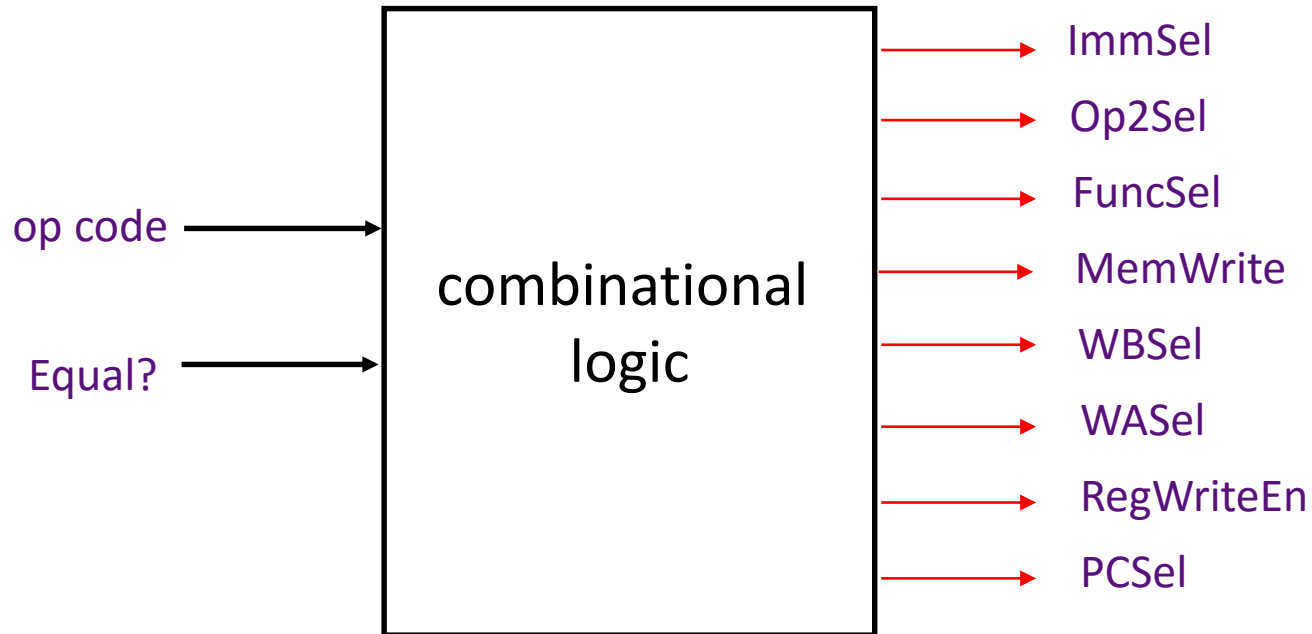 op code
Equal?
combinational
logic
ImmSel
Op2Sel
FuncSel
MemWrite
WBSel
WASel
RegWriteEn
PCSel